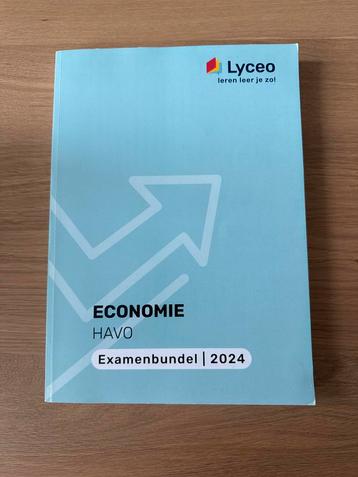 Lyceo
leren leer je zo!
ECONOMIE
HAVO
Examenbundel | 2024